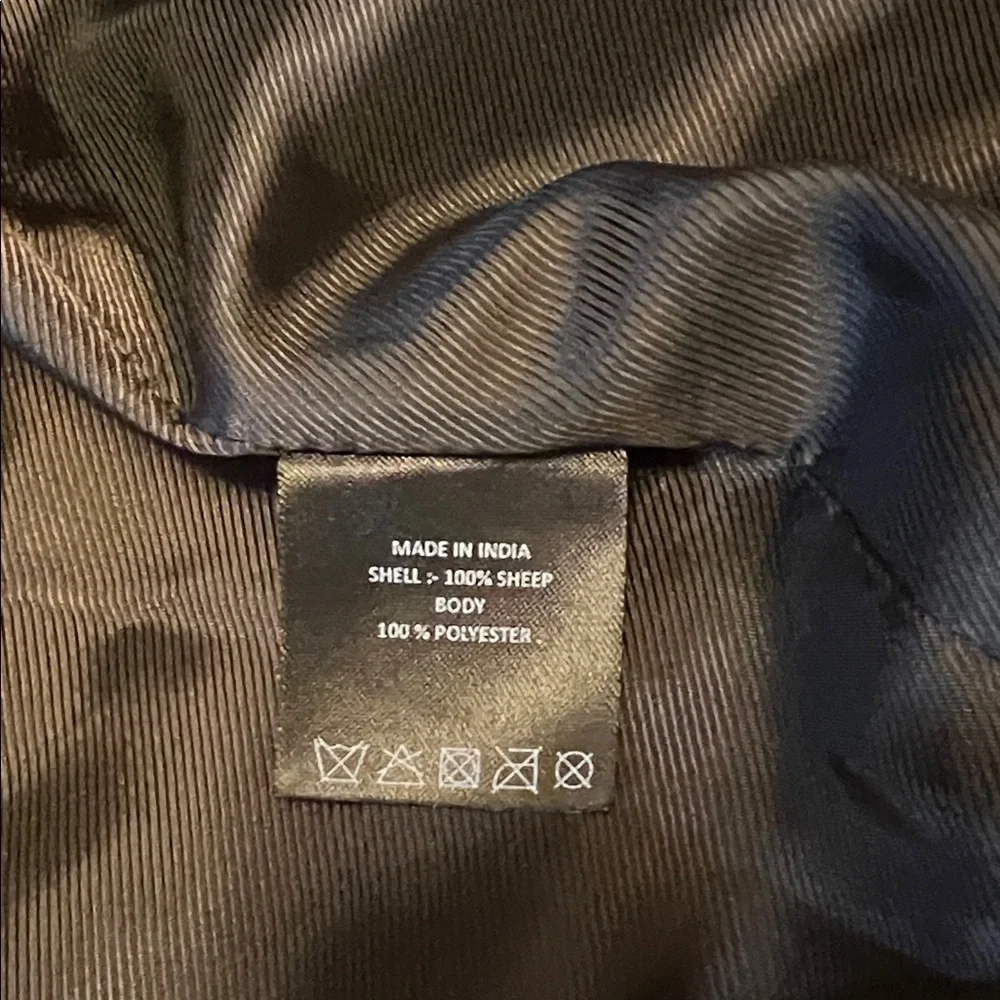 MADE IN INDIA
SHELL :- 100% SHEEP
BODY
100 % POLYESTER .